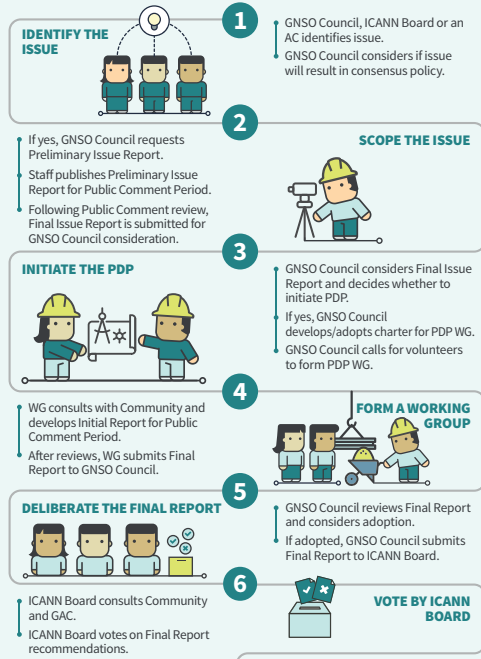 1
IDENTIFY THE
ISSUE
GNSO Council, ICANN Board or an
AC identifies issue.
GNSO Council considers if issue
will result in consensus policy.
2
SCOPE THE ISSUE
If yes, GNSO Council requests
Preliminary Issue Report.
Staff publishes Preliminary Issue
Report for Public Comment Period.
Following Public Comment review,
Final Issue Report is submitted for
GNSO Council consideration.
3
INITIATE THE PDP
GNSO Council considers Final Issue
Report and decides whether to
initiate PDP.
If yes, GNSO Council
develops/adopts charter for PDP WG.
GNSO Council calls for volunteers
to form PDP WG.
4
FORM A WORKING
GROUP
WG consults with Community and
develops Initial Report for Public
Comment Period.
After reviews, WG submits Final
Report to GNSO Council.
5
DELIBERATE THE FINAL REPORT
GNSO Council reviews Final Report
and considers adoption.
If adopted, GNSO Council submits
Final Report to ICANN Board.
6
VOTE BY ICANN
BOARD
ICANN Board consults Community
and GAC.
ICANN Board votes on Final Report
recommendations.